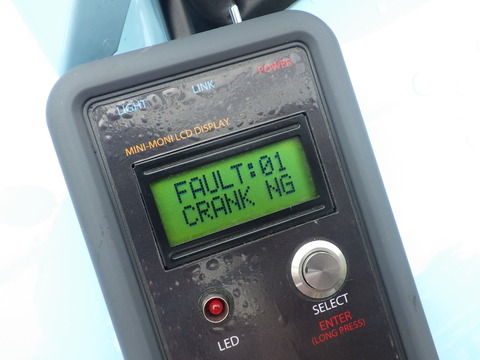 LIGHT
LINK
POWER
MINI-MONI LCD DISPLAY
FAULT:01
CRANK NG
SELECT
ENTER
(LONG PRESS)
LED